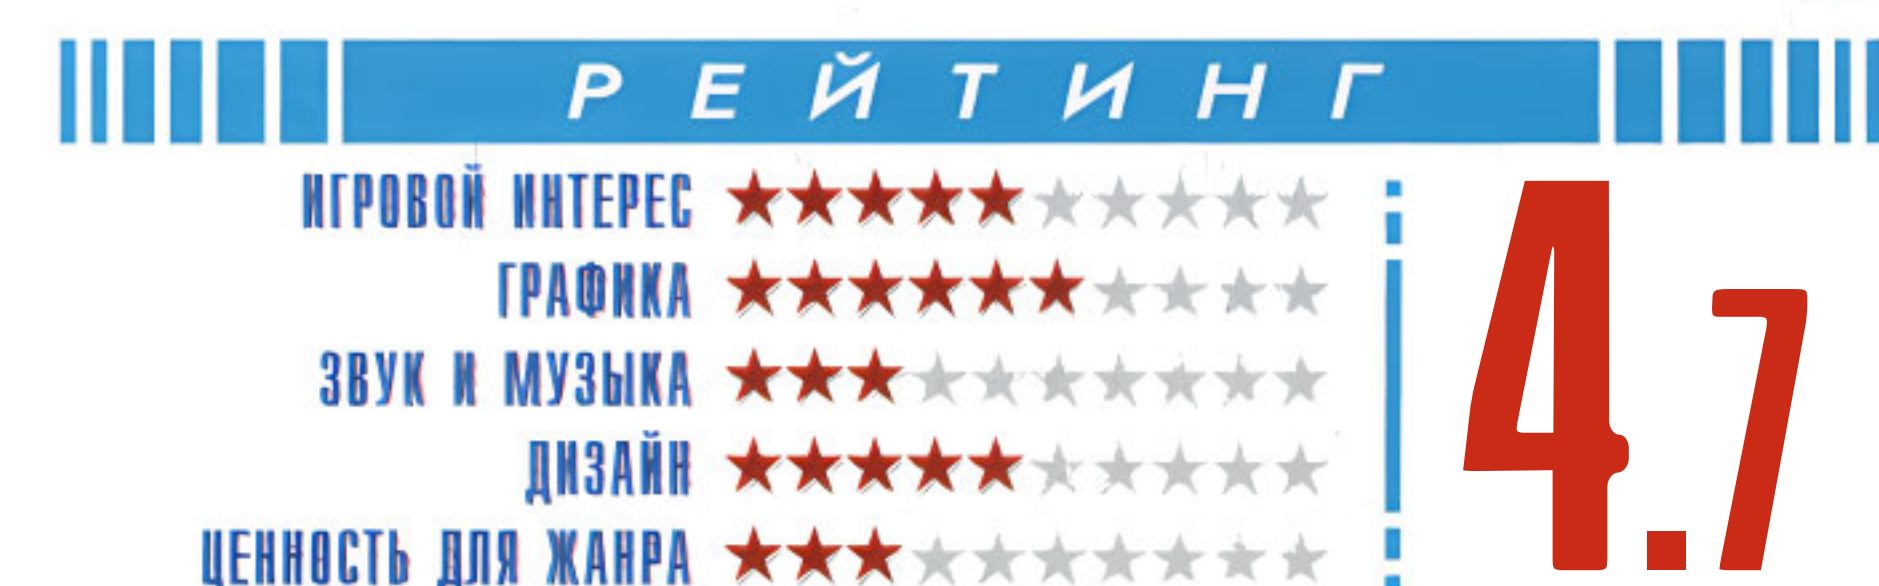 РЕЙТИНГ
ИГРОВОЙ ИНТЕРЕС
ГРАФИКА
ЗВУК И МУЗЫКА
ДИЗАЙН
ЦЕННОСТЬ ДЛЯ ЖАНРА
4.7